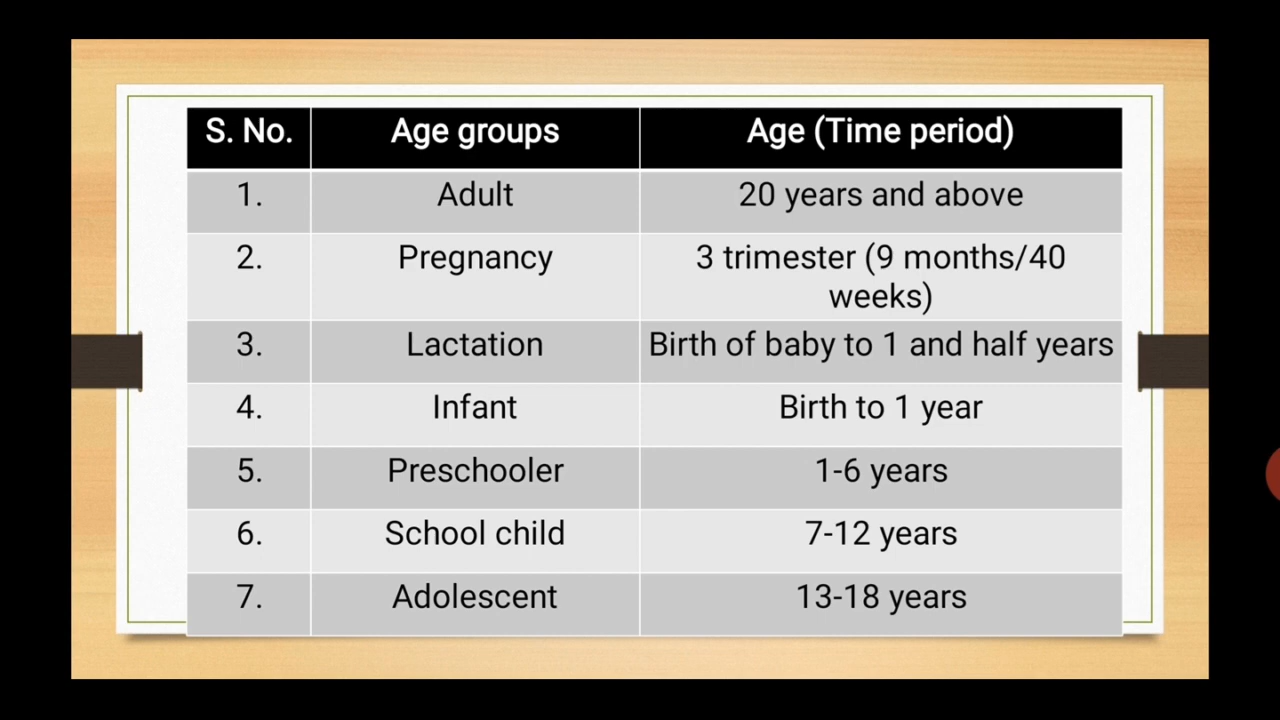 S. No. Age groups Age (Time period)
1. Adult 20 years and above
2. Pregnancy 3 trimester (9 months/40
weeks)
3. Lactation Birth of baby to 1 and half years
4. Infant Birth to 1 year
5. Preschooler 1-6 years
6. School child 7-12 years
7. Adolescent 13-18 years